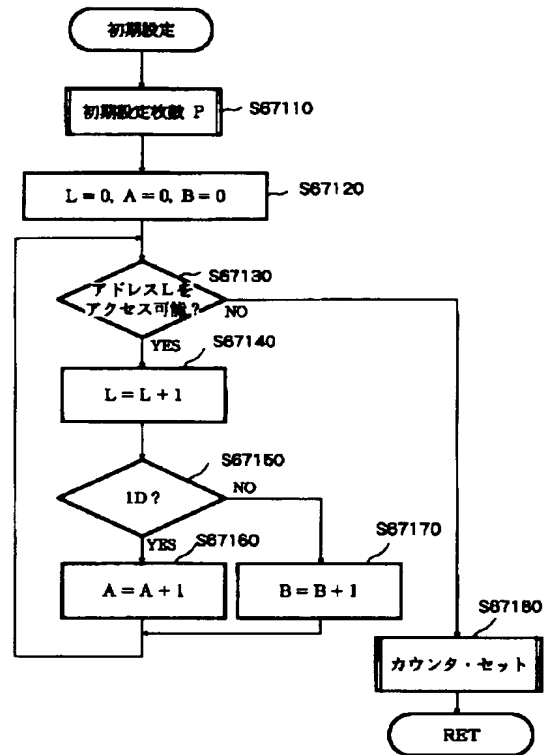 初期設定
初期設定枚数 P
S67110
L=0, A=0, B=0
S67120
S67130
アドレスLを
アクセス可能?
NO
YES
S67140
L=L+1
S67150
1D?
NO
YES
S67160
S67170
A=A+1
B=B+1
S67180
カウンタ・セット
RET